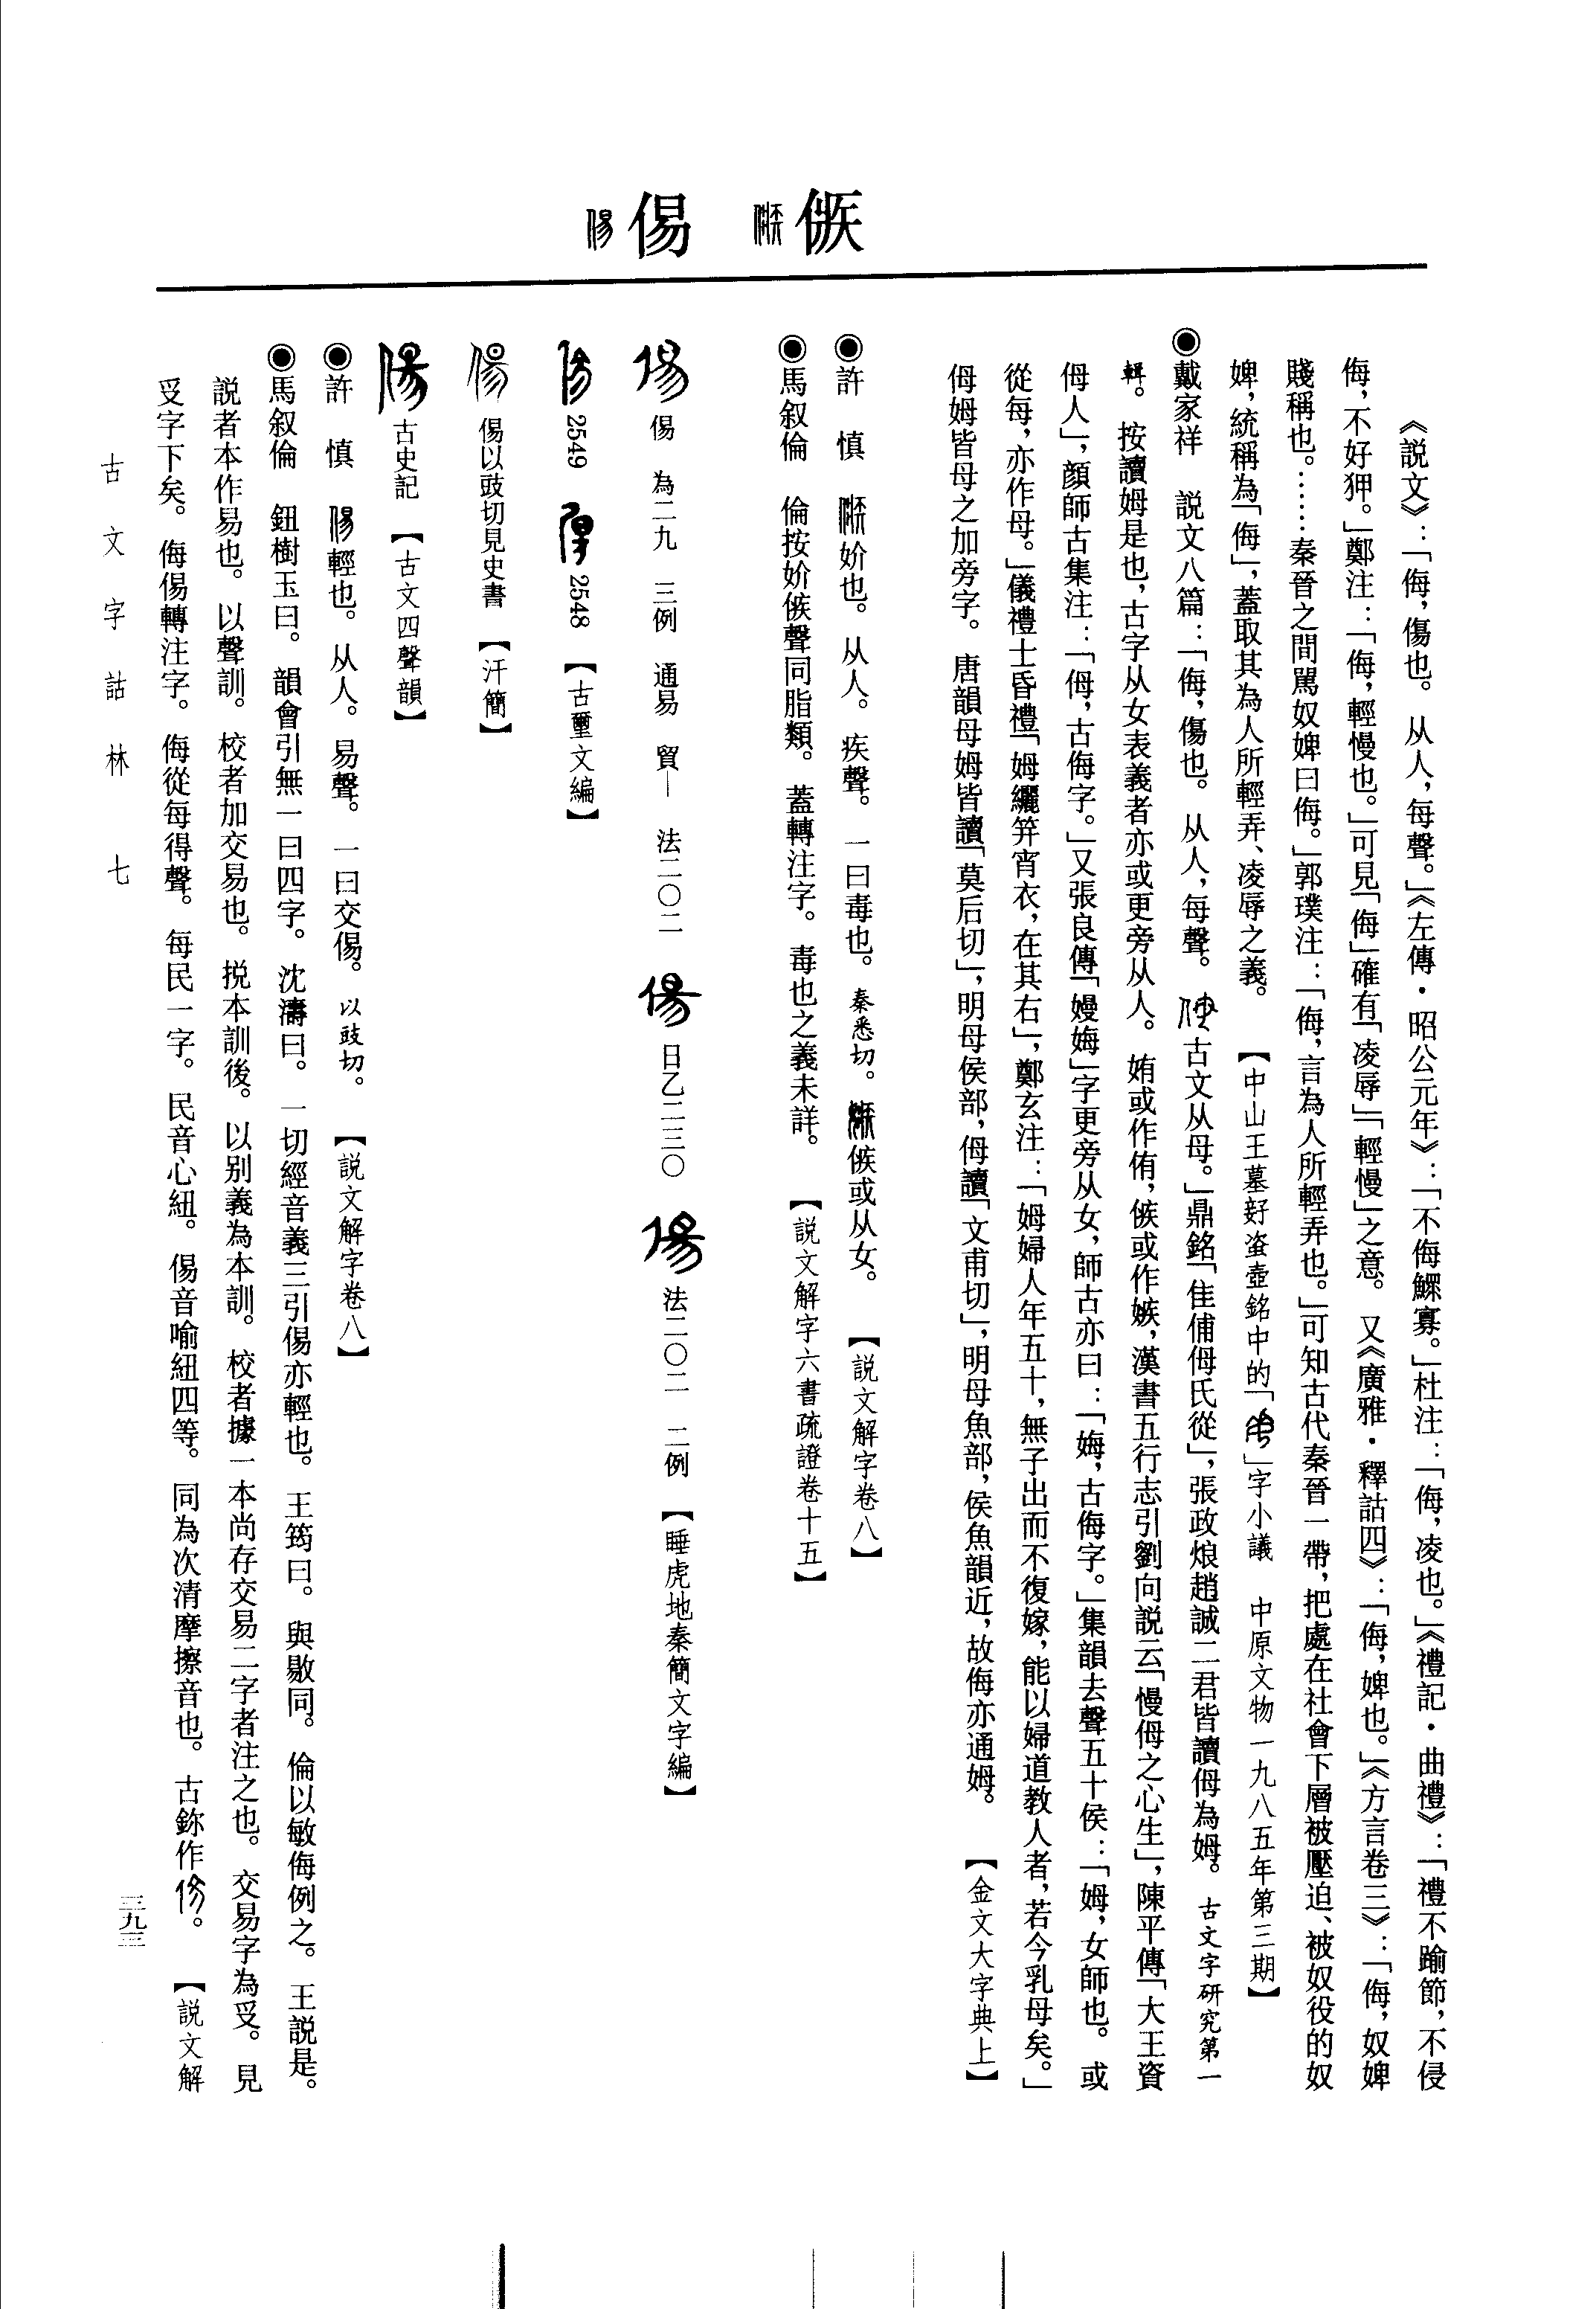 㑵
傷
《說文》：「侮，傷也。从人，每聲。」《左傳·昭公元年》：「不侮鰥寡。」杜注：「侮，凌也。」《禮記·曲禮》：「禮不踰節，不侵
侮，不好狎。」鄭注：「侮，輕慢也。」可見「侮」確有「凌辱」「輕慢」之意。又《廣雅·釋詁四》：「侮，婢也。」《方言卷三》：「侮，奴婢
賤稱也。……秦晉之間罵奴婢曰侮。」郭璞注：「侮，言為人所輕弄也。」可知古代秦晉一帶，把處在社會下層被壓迫、被奴役的奴
婢，統稱為「侮」，蓋取其為人所輕弄、凌辱之義。【中山王墓𧊒壺銘中的「」字小議　中原文物一九八五年第三期】
◉戴家祥　說文八篇：「侮，傷也。从人，每聲。古文从母。」鼎銘「隹俌㑄氏從」，張政烺趙誠二君皆讀㑄為姆。古文字研究第一
輯。按讀姆是也，古字从女表義者亦或更旁从人。姷或作侑，㑵或作嫉，漢書五行志引劉向說云「慢㑄之心生」，陳平傳「大王資
㑄人」，顏師古集注：「㑄，古侮字。」又張良傳「嫚娒」字更旁从女，師古亦曰：「娒，古侮字。」集韻去聲五十侯：「姆，女師也。或
從每，亦作母。」儀禮士昏禮「姆纚笄宵衣，在其右」，鄭玄注：「姆婦人年五十，無子出而不復嫁，能以婦道教人者，若今乳母矣。」
㑄姆皆母之加旁字。唐韻母姆皆讀「莫后切」，明母侯部，㑄讀「文甫切」，明母魚部，侯魚韻近，故侮亦通姆。【金文大字典上】
◉許　慎　妎也。从人。疾聲。一曰毒也。秦悉切。㑵或从女。【說文解字卷八】
◉馬叙倫　倫按妎㑵聲同脂類。蓋轉注字。毒也之義未詳。【說文解字六書疏證卷十五】
傷　為二九　三例　通易　貿—　法二〇二　日乙二三〇　法二〇二　二例　【睡虎地秦簡文字編】
2549　2548【古璽文編】
傷以豉切見史書　【汗簡】
古史記【古文四聲韻】
◉許　慎　輕也。从人。易聲。一曰交傷。以豉切。【說文解字卷八】
◉馬叙倫　鈕樹玉曰。韻會引無一曰四字。沈濤曰。一切經音義三引傷亦輕也。王筠曰。與敭同。倫以敏侮例之。王說是。
說者本作易也。以聲訓。校者加交易也。挩本訓後。以別義為本訓。校者據一本尚存交易二字者注之也。交易字為𠬪。見
𠬪字下矣。侮傷轉注字。侮從每得聲。每民一字。民音心紐。傷音喻紐四等。同為次清摩擦音也。古鉨作。【說文解
古文字詁林　七
三九三